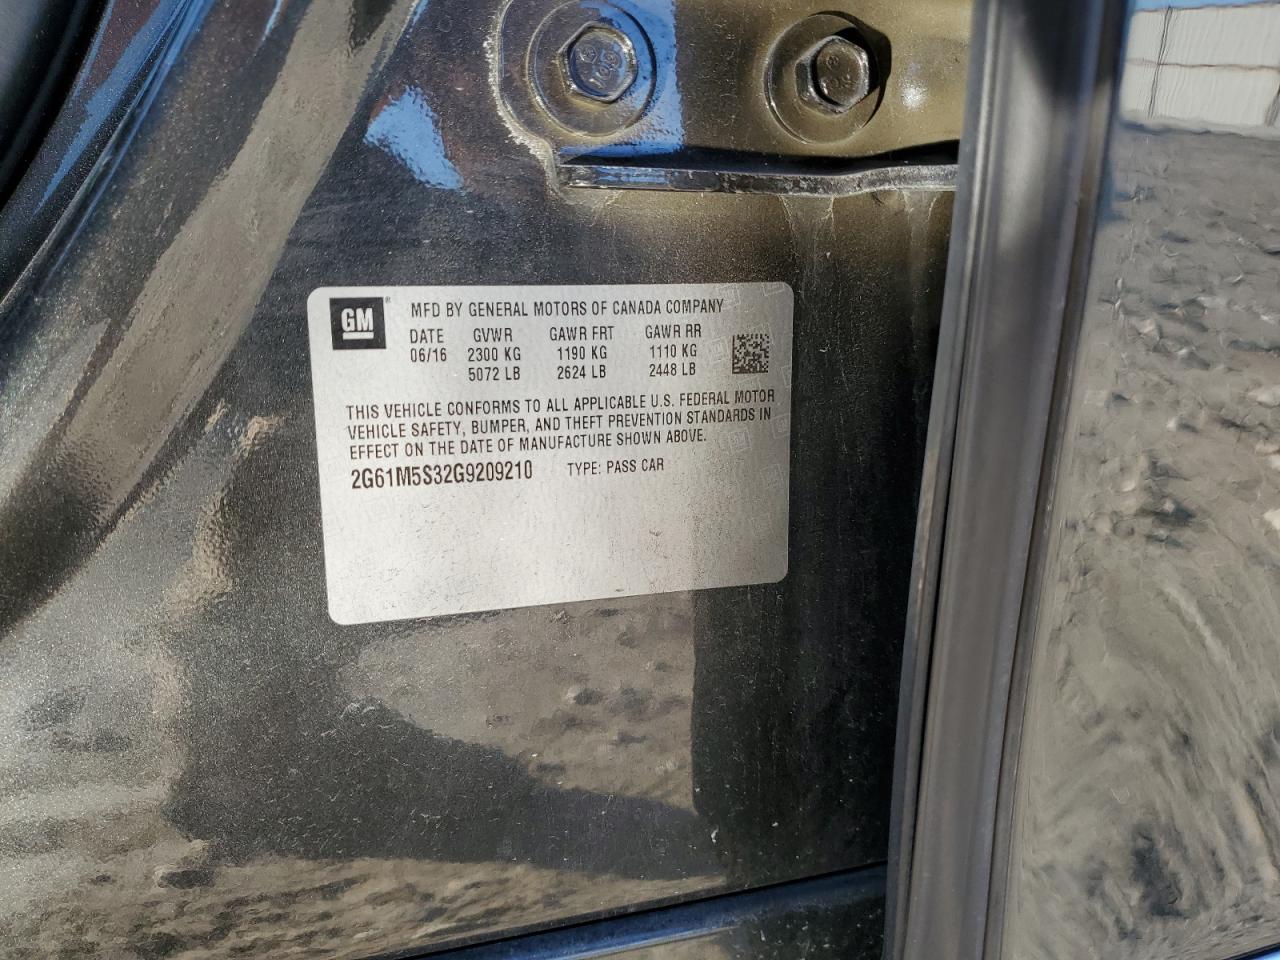 GM®
MFD BY GENERAL MOTORS OF CANADA COMPANY
DATE GVWR GAWR FRT GAWR RR
06/16 2300 KG 1190 KG 1110 KG
5072 LB 2624 LB 2448 LB
THIS VEHICLE CONFORMS TO ALL APPLICABLE U.S. FEDERAL MOTOR
VEHICLE SAFETY, BUMPER, AND THEFT PREVENTION STANDARDS IN
EFFECT ON THE DATE OF MANUFACTURE SHOWN ABOVE.
2G61M5S32G9209210 TYPE: PASS CAR